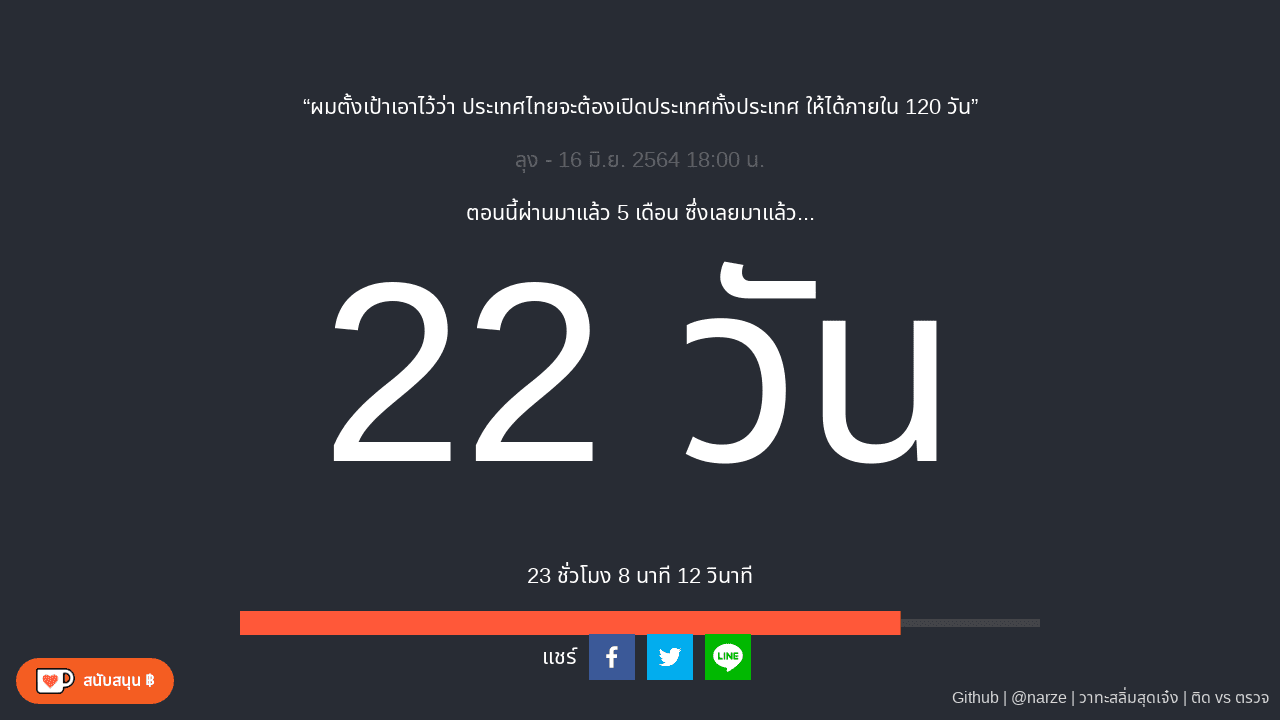 “ผมตั้งเป้าเอาไว้ว่า ประเทศไทยจะต้องเปิดประเทศทั้งประเทศ ให้ได้ภายใน 120 วัน”
ลุง - 16 มิ.ย. 2564 18:00 น.
ตอนนี้ผ่านมาแล้ว 5 เดือน ซึ่งเลยมาแล้ว...
22 วัน
23 ชั่วโมง 8 นาที 12 วินาที
แชร์
LINE
สนับสนุน ฿
Github | @narze | วาทะสลิ่มสุดเจ๋ง | ติด vs ตรวจ